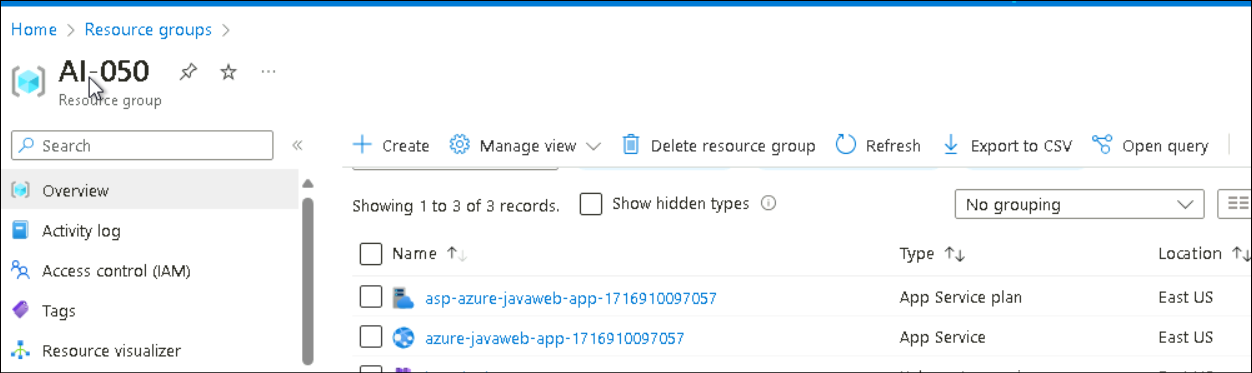 Home > Resource groups >
AI-050
Resource group
Search
Create Manage view Delete resource group Refresh Export to CSV Open query
Overview
Activity log
Access control (IAM)
Tags
Resource visualizer
Showing 1 to 3 of 3 records. Show hidden types No grouping
Name Type Location
asp-azure-javaweb-app-1716910097057 App Service plan East US
azure-javaweb-app-1716910097057 App Service East US